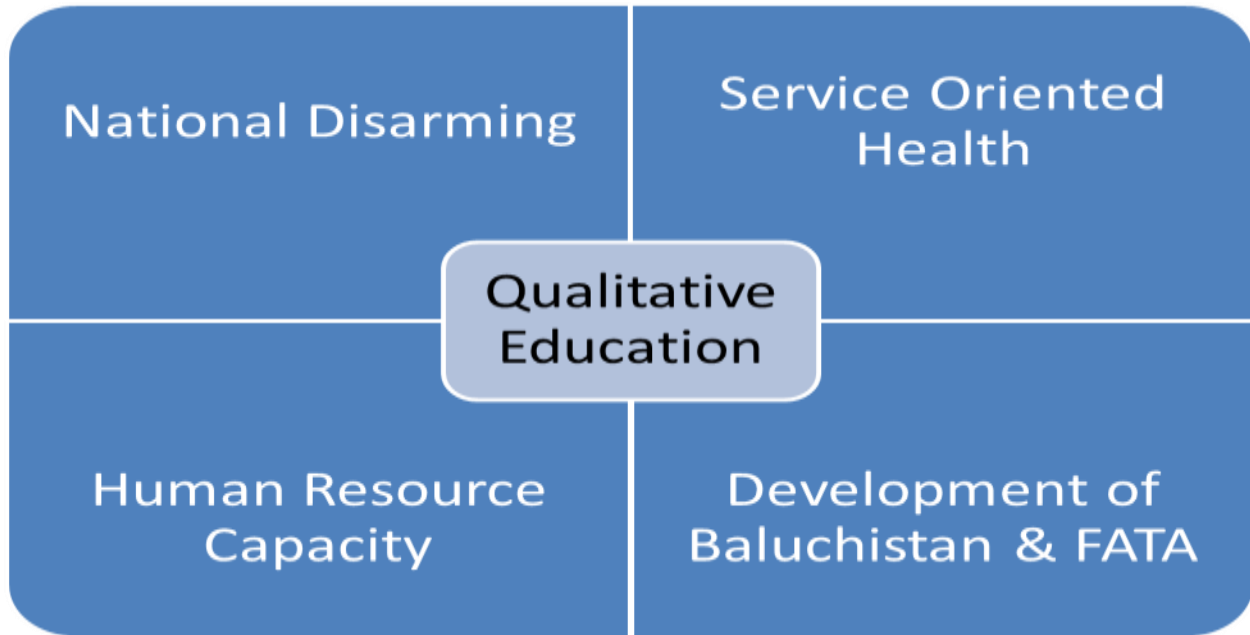 National Disarming
Service Oriented
Health
Qualitative
Education
Human Resource
Capacity
Development of
Baluchistan & FATA